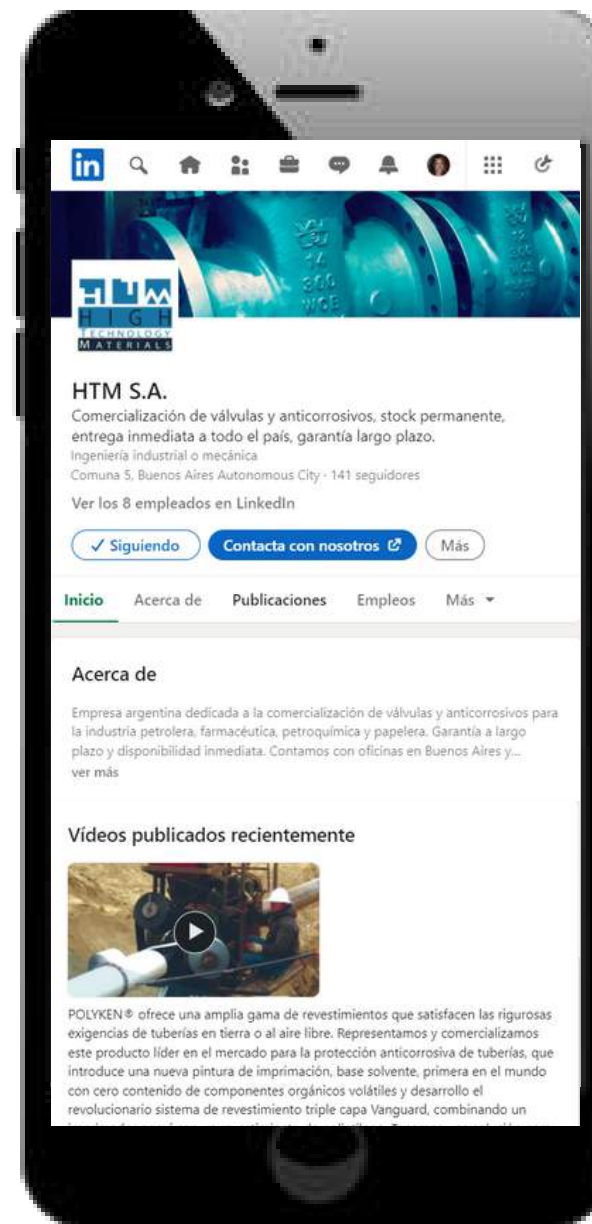 in
14
300
WCB
HTM
HIGH
TECHNOLOGY
MATERIALS
HTM S.A.
Comercialización de válvulas y anticorrosivos, stock permanente,
entrega inmediata a todo el país, garantía largo plazo.
Ingeniería industrial o mecánica
Comuna 5, Buenos Aires Autonomous City · 141 seguidores
Ver los 8 empleados en LinkedIn
✓ Siguiendo
Contacta con nosotros
Más
Inicio Acerca de Publicaciones Empleos Más
Acerca de
Empresa argentina dedicada a la comercialización de válvulas y anticorrosivos para
la industria petrolera, farmacéutica, petroquímica y papelera. Garantía a largo
plazo y disponibilidad inmediata. Contamos con oficinas en Buenos Aires y...
ver más
Vídeos publicados recientemente
POLYKEN® ofrece una amplia gama de revestimientos que satisfacen las rigurosas
exigencias de tuberías en tierra o al aire libre. Representamos y comercializamos
este producto líder en el mercado para la protección anticorrosiva de tuberías, que
introduce una nueva pintura de imprimación, base solvente, primera en el mundo
con cero contenido de componentes orgánicos volátiles y desarrollo el
revolucionario sistema de revestimiento triple capa Vanguard, combinando un